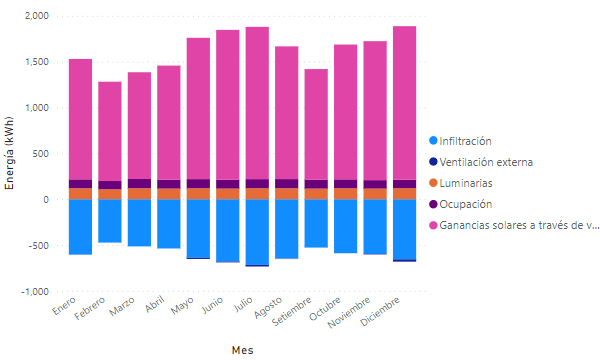 2,000
1,500
1,000
500
0
-500
-1,000
Energía (kWh)
Enero
Febrero
Marzo
Abril
Mayo
Junio
Julio
Agosto
Setiembre
Octubre
Noviembre
Diciembre
Mes
Infiltración
Ventilación externa
Luminarias
Ocupación
Ganancias solares a través de v...